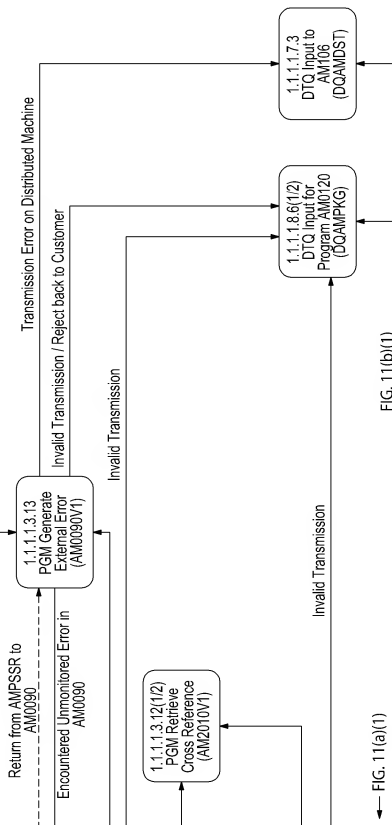 Return from AMPSSR to
AM0090
Encountered Unmonitored Error in
AM0090
1.1.1.1.3.13
PGM Generate
External Error
(AM0090V1)
Transmission Error on Distributed Machine
Invalid Transmission / Reject back to Customer
Invalid Transmission
1.1.1.1.7.3
DTQ Input to
AM106
(DQAMDST)
1.1.1.1.8.6(1/2)
DTQ Input for
Program AM0120
(DQAMPKG)
1.1.1.1.3.12(1/2)
PGM Retrieve
Cross Reference
(AM2010V1)
Invalid Transmission
FIG. 11(a)(1)
FIG. 11(b)(1)